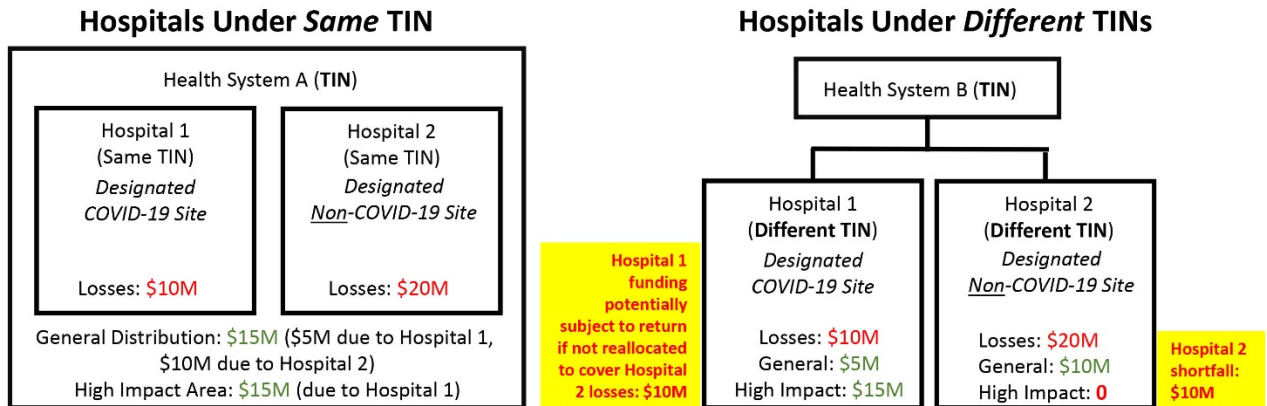 Hospitals Under Same TIN
Health System A (TIN)
Hospital 1
(Same TIN)
Designated
COVID-19 Site
Losses: $10M
Hospital 2
(Same TIN)
Designated
Non-COVID-19 Site
Losses: $20M
General Distribution: $15M ($5M due to Hospital 1,
$10M due to Hospital 2)
High Impact Area: $15M (due to Hospital 1)
Hospitals Under Different TINs
Health System B (TIN)
Hospital 1
funding
potentially
subject to return
if not reallocated
to cover Hospital
2 losses: $10M
Hospital 1
(Different TIN)
Designated
COVID-19 Site
Losses: $10M
General: $5M
High Impact: $15M
Hospital 2
(Different TIN)
Designated
Non-COVID-19 Site
Losses: $20M
General: $10M
High Impact: 0
Hospital 2
shortfall:
$10M